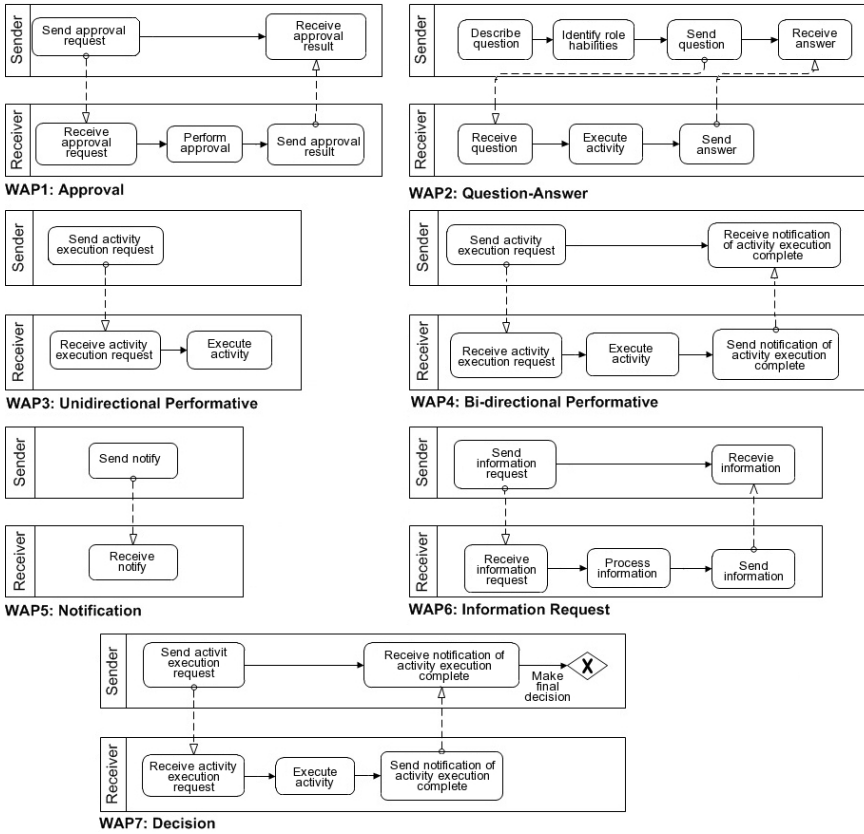 Sender
Send approval
request
Receive
approval
result
Receiver
Receive
approval
request
Perform
approval
Send approval
result
WAP1: Approval
Sender
Describe
question
Identify role
habilities
Send
question
Receive
answer
Receiver
Receive
question
Execute
activity
Send
answer
WAP2: Question-Answer
Sender
Send activity
execution request
Receiver
Receive activity
execution request
Execute
activity
WAP3: Unidirectional Performative
Sender
Send activity
execution request
Receive notification
of activity execution
complete
Receiver
Receive activity
execution request
Execute
activity
Send notification of
activity execution
complete
WAP4: Bi-directional Performative
Sender
Send notify
Receiver
Receive
notify
WAP5: Notification
Sender
Send
information
request
Recevie
information
Receiver
Receive
information
request
Process
information
Send
information
WAP6: Information Request
Sender
Send activit
execution
request
Receive notification of
activity execution
complete
Make
final
decision
X
Receiver
Receive activity
execution
request
Execute
activity
Send notification of
activity execution
complete
WAP7: Decision